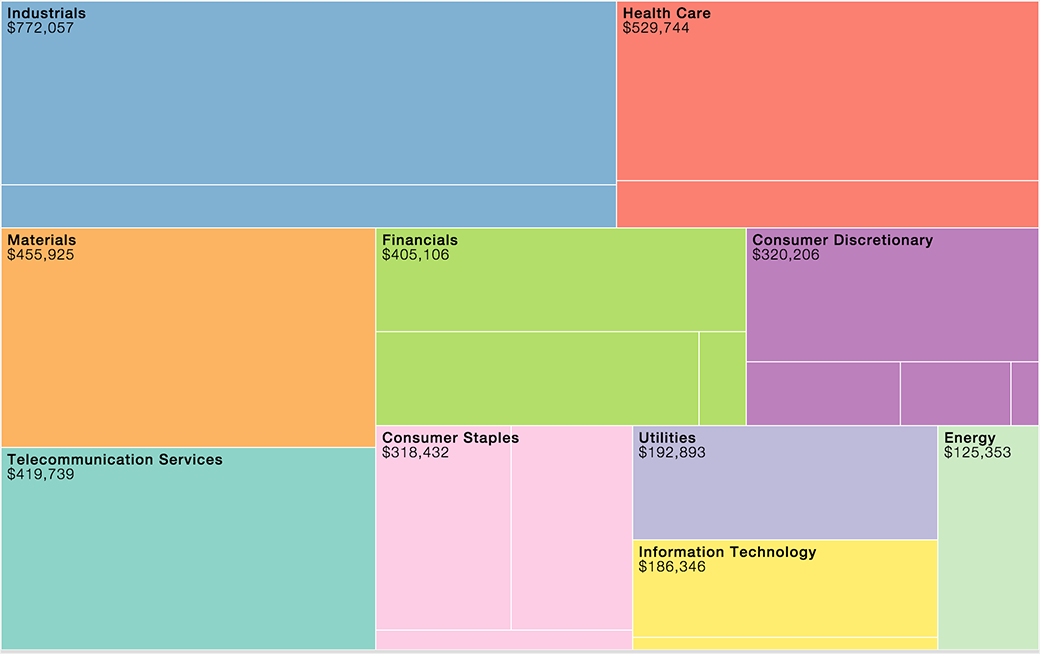 Industrials
$772,057
Health Care
$529,744
Materials
$455,925
Financials
$405,106
Consumer Discretionary
$320,206
Telecommunication Services
$419,739
Consumer Staples
$318,432
Utilities
$192,893
Energy
$125,353
Information Technology
$186,346